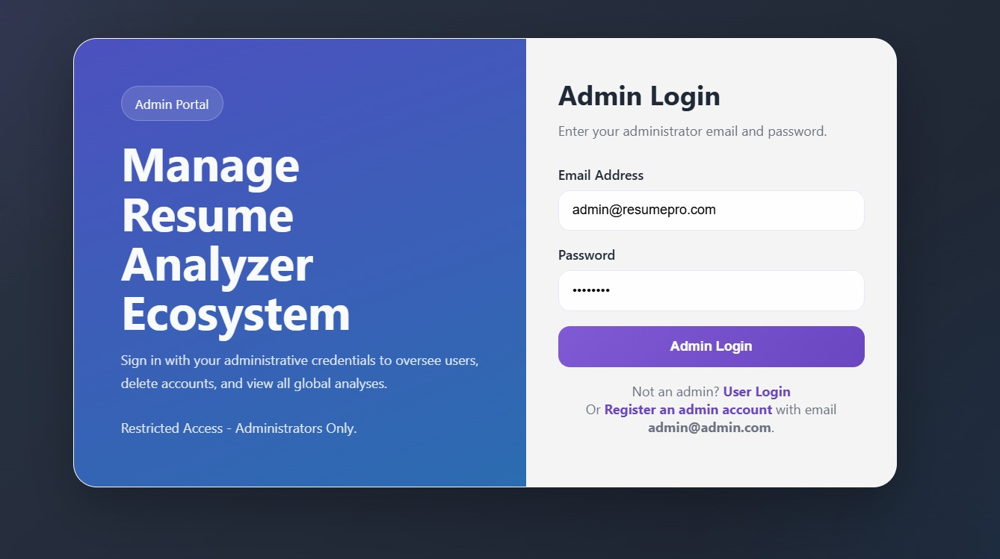 Admin Portal
Manage
Resume
Analyzer
Ecosystem
Sign in with your administrative credentials to oversee users,
delete accounts, and view all global analyses.
Restricted Access - Administrators Only.
Admin Login
Enter your administrator email and password.
Email Address
admin@resumepro.com
Password
••••••••
Admin Login
Not an admin? User Login
Or Register an admin account with email
admin@admin.com.